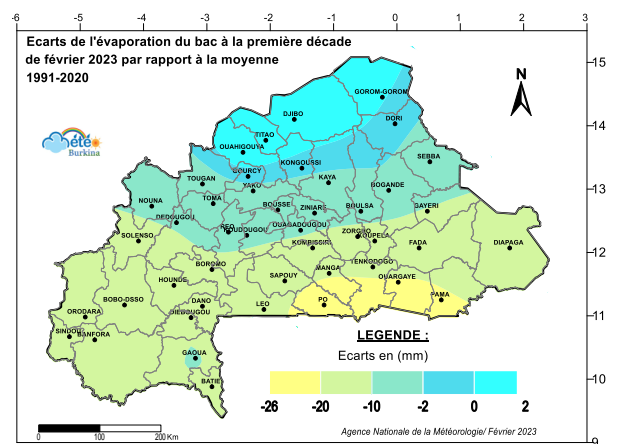 -6 -5 -4 -3 -2 -1 0 1 2 3
Ecarts de l'évaporation du bac à la première décade
de février 2023 par rapport à la moyenne
1991-2020
N
15
14
13
12
11
10
9
Météo
Burkina
GOROM-GOROM
DJIBO
DORI
TITAO
OUAHIGOUYA
SEBBA
KONGOUSSI
GOURCY
TOUGAN
KAYA
YAKO
BOGANDE
NOUNA
TOMA
BOUSSE
ZINIARE
BOULSA
GAYERI
DEDOUGOU
REO
KOUDOUGOU
OUAGADOUGOU
SOLENSO
ZORGHO
KOUPELA
KOMBISSIRI
FADA
DIAPAGA
BOROMO
MANGA
TENKODOGO
HOUNDE
SAPOUY
OUARGAYE
BOBO-DSSO
DANO
LEO
PO
PAMA
ORODARA
DIEBOUGOU
SINDOU
BANFORA
GAOUA
BATIE
LEGENDE :
Ecarts en (mm)
-26 -20 -10 -2 0 2
0 100 200 Km
Agence Nationale de la Météorologie/ Février 2023